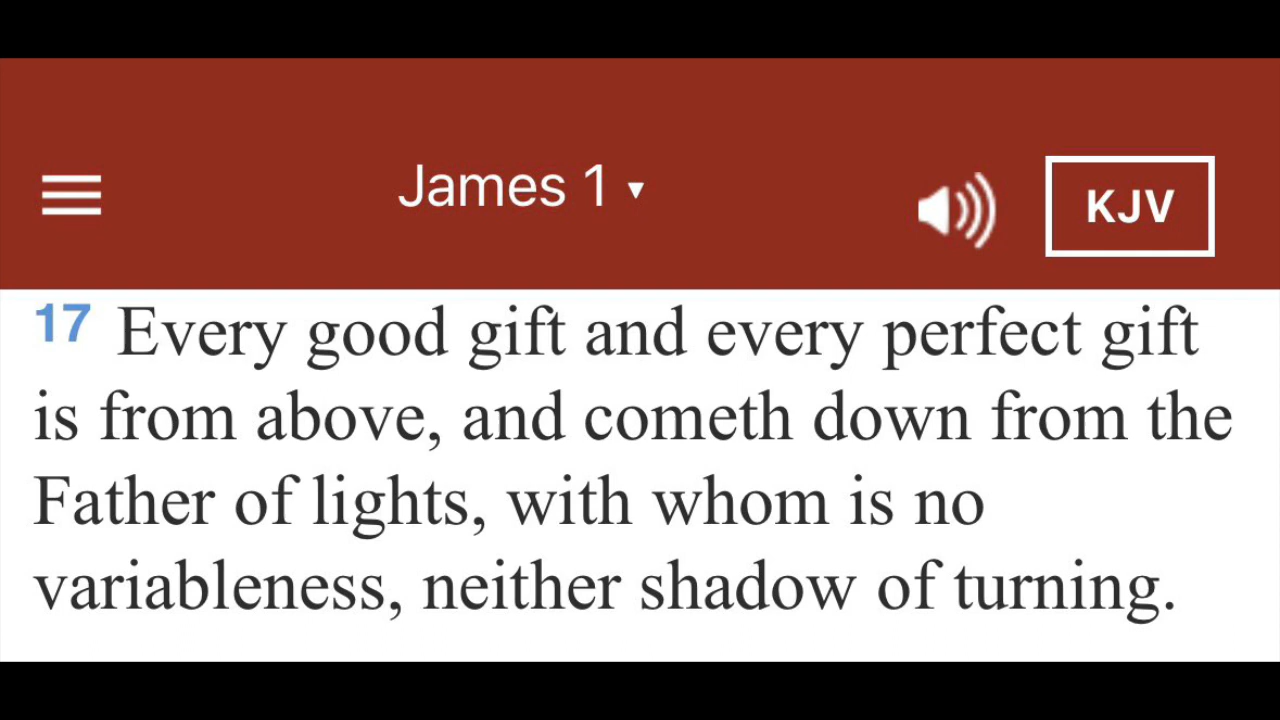 James 1 ▾
KJV
17 Every good gift and every perfect gift
is from above, and cometh down from the
Father of lights, with whom is no
variableness, neither shadow of turning.